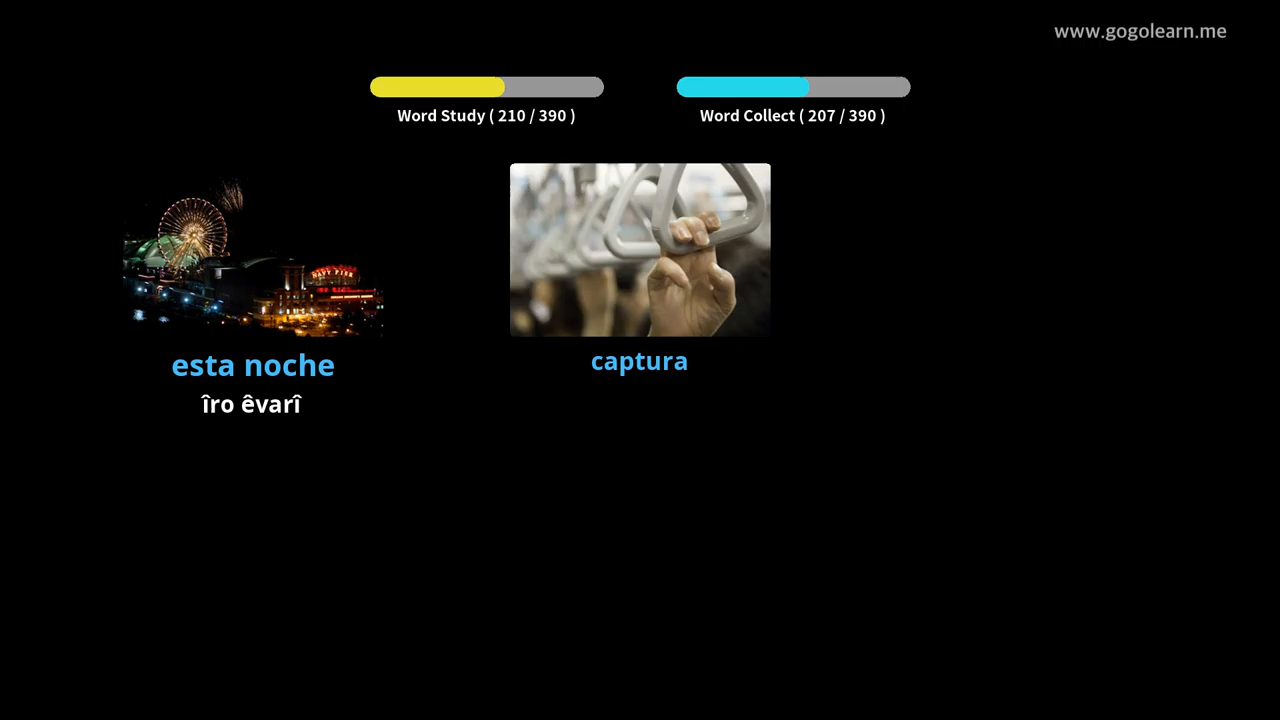 www.gogolearn.me
Word Study ( 210 / 390 )
Word Collect ( 207 / 390 )
esta noche
îro êvarî
captura